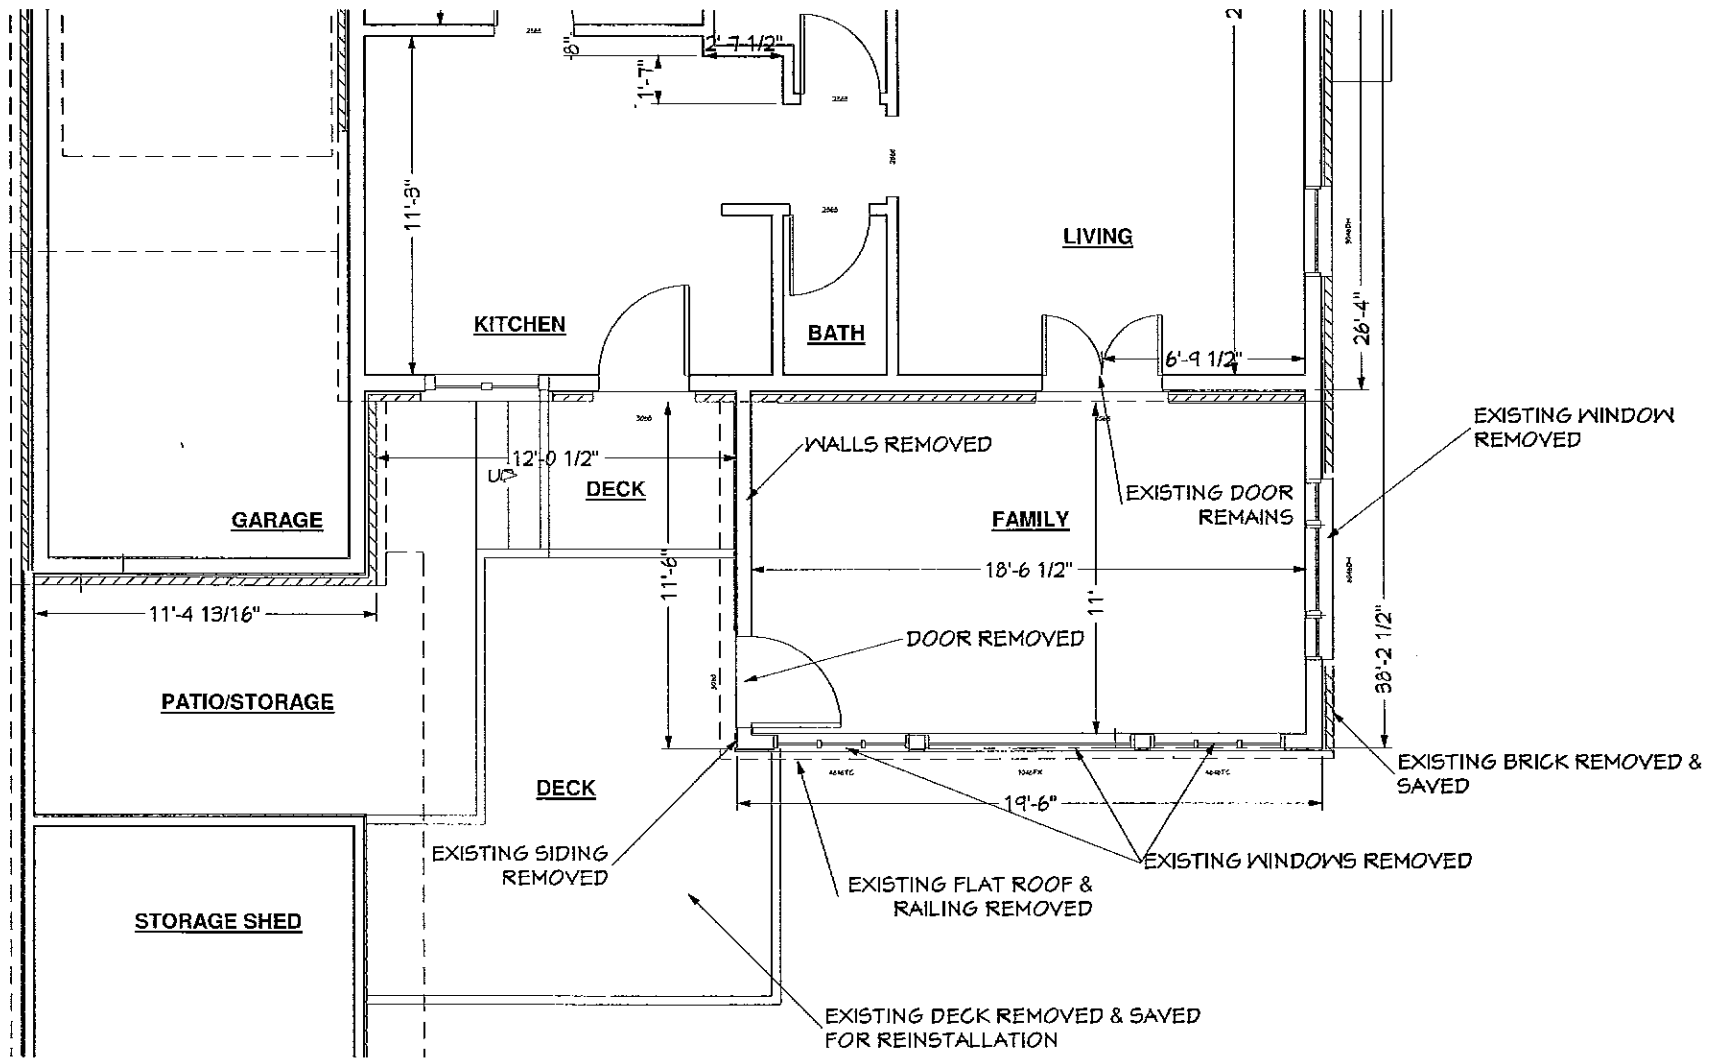 2
2'-7 1/2"
8"
1'-7"
11'-3"
LIVING
KITCHEN
BATH
6'-9 1/2"
26'-4"
EXISTING WINDOW
REMOVED
WALLS REMOVED
12'-0 1/2"
UP
DECK
EXISTING DOOR
REMAINS
GARAGE
FAMILY
11'-6"
18'-6 1/2"
11'
11'-4 13/16"
DOOR REMOVED
38'-2 1/2"
PATIO/STORAGE
EXISTING BRICK REMOVED &
SAVED
DECK
19'-6"
EXISTING SIDING
REMOVED
EXISTING WINDOWS REMOVED
EXISTING FLAT ROOF &
RAILING REMOVED
STORAGE SHED
EXISTING DECK REMOVED & SAVED
FOR REINSTALLATION